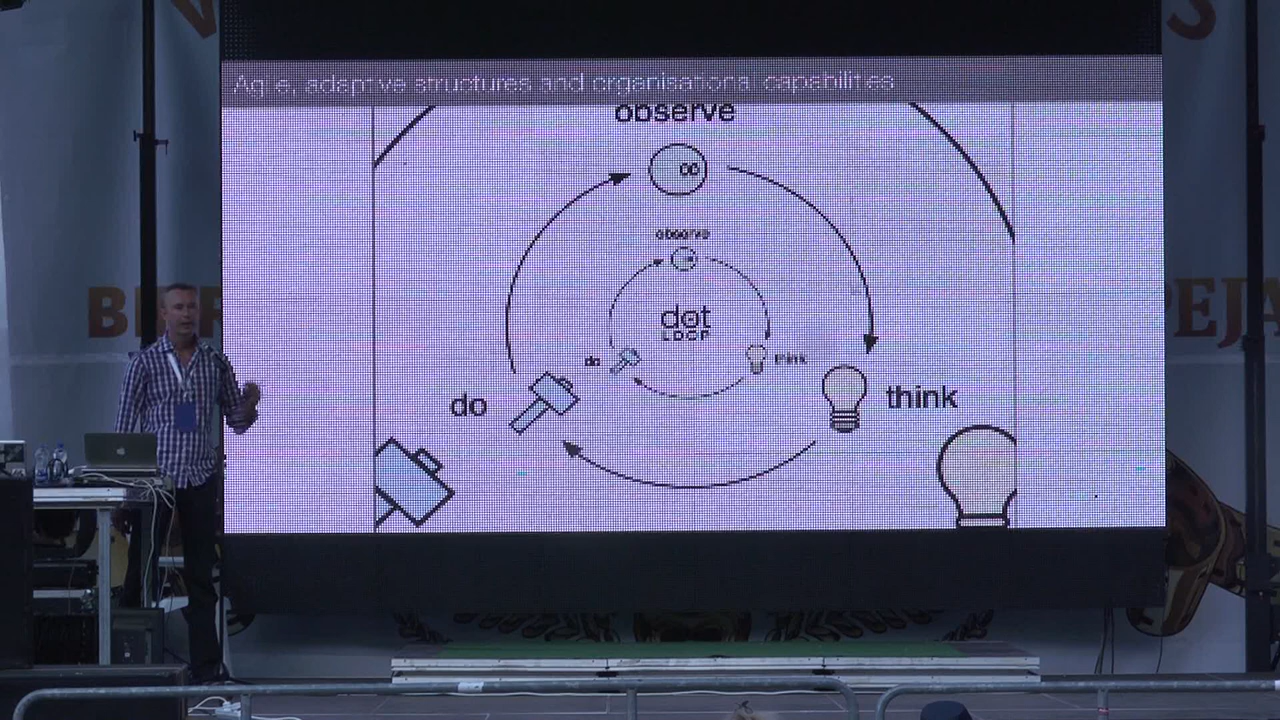 Agile, adaptive structures and organisational capabilities
observe
observe
dot
LOOP
do
think
do
think